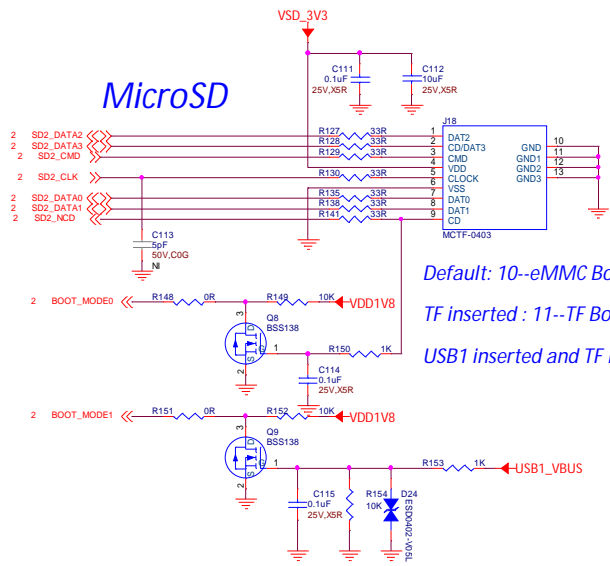 VSD_3V3
MicroSD
C111
0.1uF
25V,X5R
C112
10uF
25V,X5R
J18
2 SD2_DATA2 R127 33R 1 DAT2 GND 10
2 SD2_DATA3 R128 33R 2 CD/DAT3 GND1 11
2 SD2_CMD R129 33R 3 CMD GND2 12
4 VDD GND3 13
2 SD2_CLK R130 33R 5 CLOCK
6 VSS
2 SD2_DATA0 R135 33R 7 DAT0
2 SD2_DATA1 R138 33R 8 DAT1
2 SD2_NCD R141 33R 9 CD
MCTF-0403
C113
5pF
50V,C0G
NI
Default: 10--eMMC Bo
TF inserted : 11--TF Bo
USB1 inserted and TF
2 BOOT_MODE0 R148 0R R149 10K VDD1V8
Q8
BSS138
3 D G S 1 2
R150 1K
C114
0.1uF
25V,X5R
2 BOOT_MODE1 R151 0R R152 10K VDD1V8
Q9
BSS138
3 D G S 1 2
R153 1K USB1_VBUS
C115
0.1uF
25V,X5R
R154
10K
D24
ESD0402-V05L